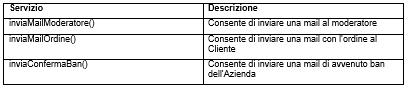 Servizio Descrizione
inviaMailModeratore() Consente di inviare una mail al moderatore
inviaMailOrdine() Consente di inviare una mail con l'ordine al
Cliente
inviaConfermaBan() Consente di inviare una mail di avvenuto ban
dell'Azienda